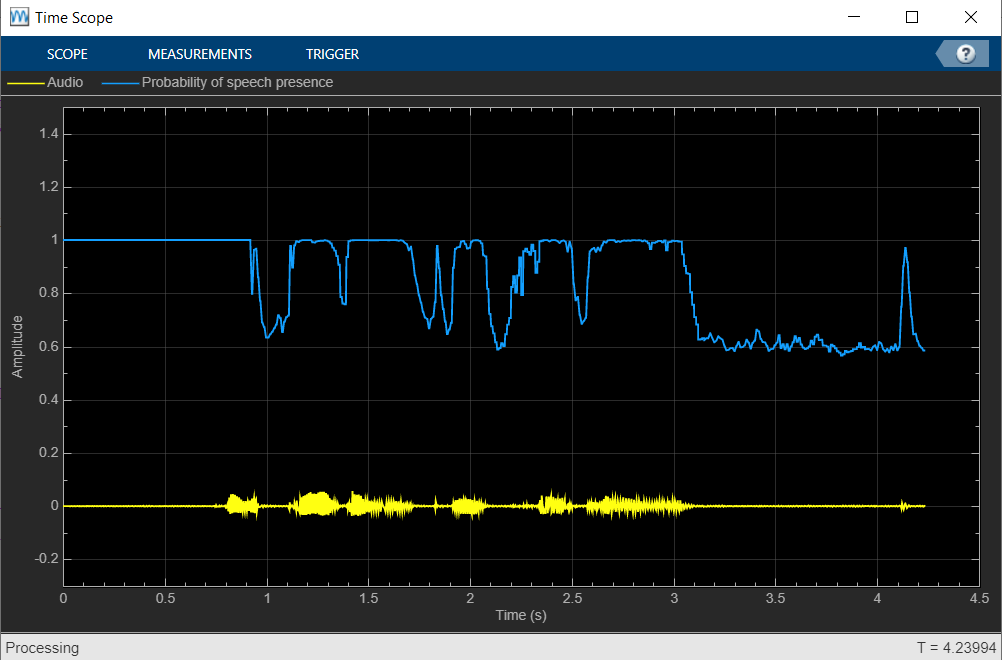 Time Scope
SCOPE MEASUREMENTS TRIGGER ?
Audio Probability of speech presence
1.4
1.2
1
0.8
0.6
0.4
0.2
0
-0.2
Amplitude
0 0.5 1 1.5 2 2.5 3 3.5 4 4.5
Time (s)
Processing T = 4.23994